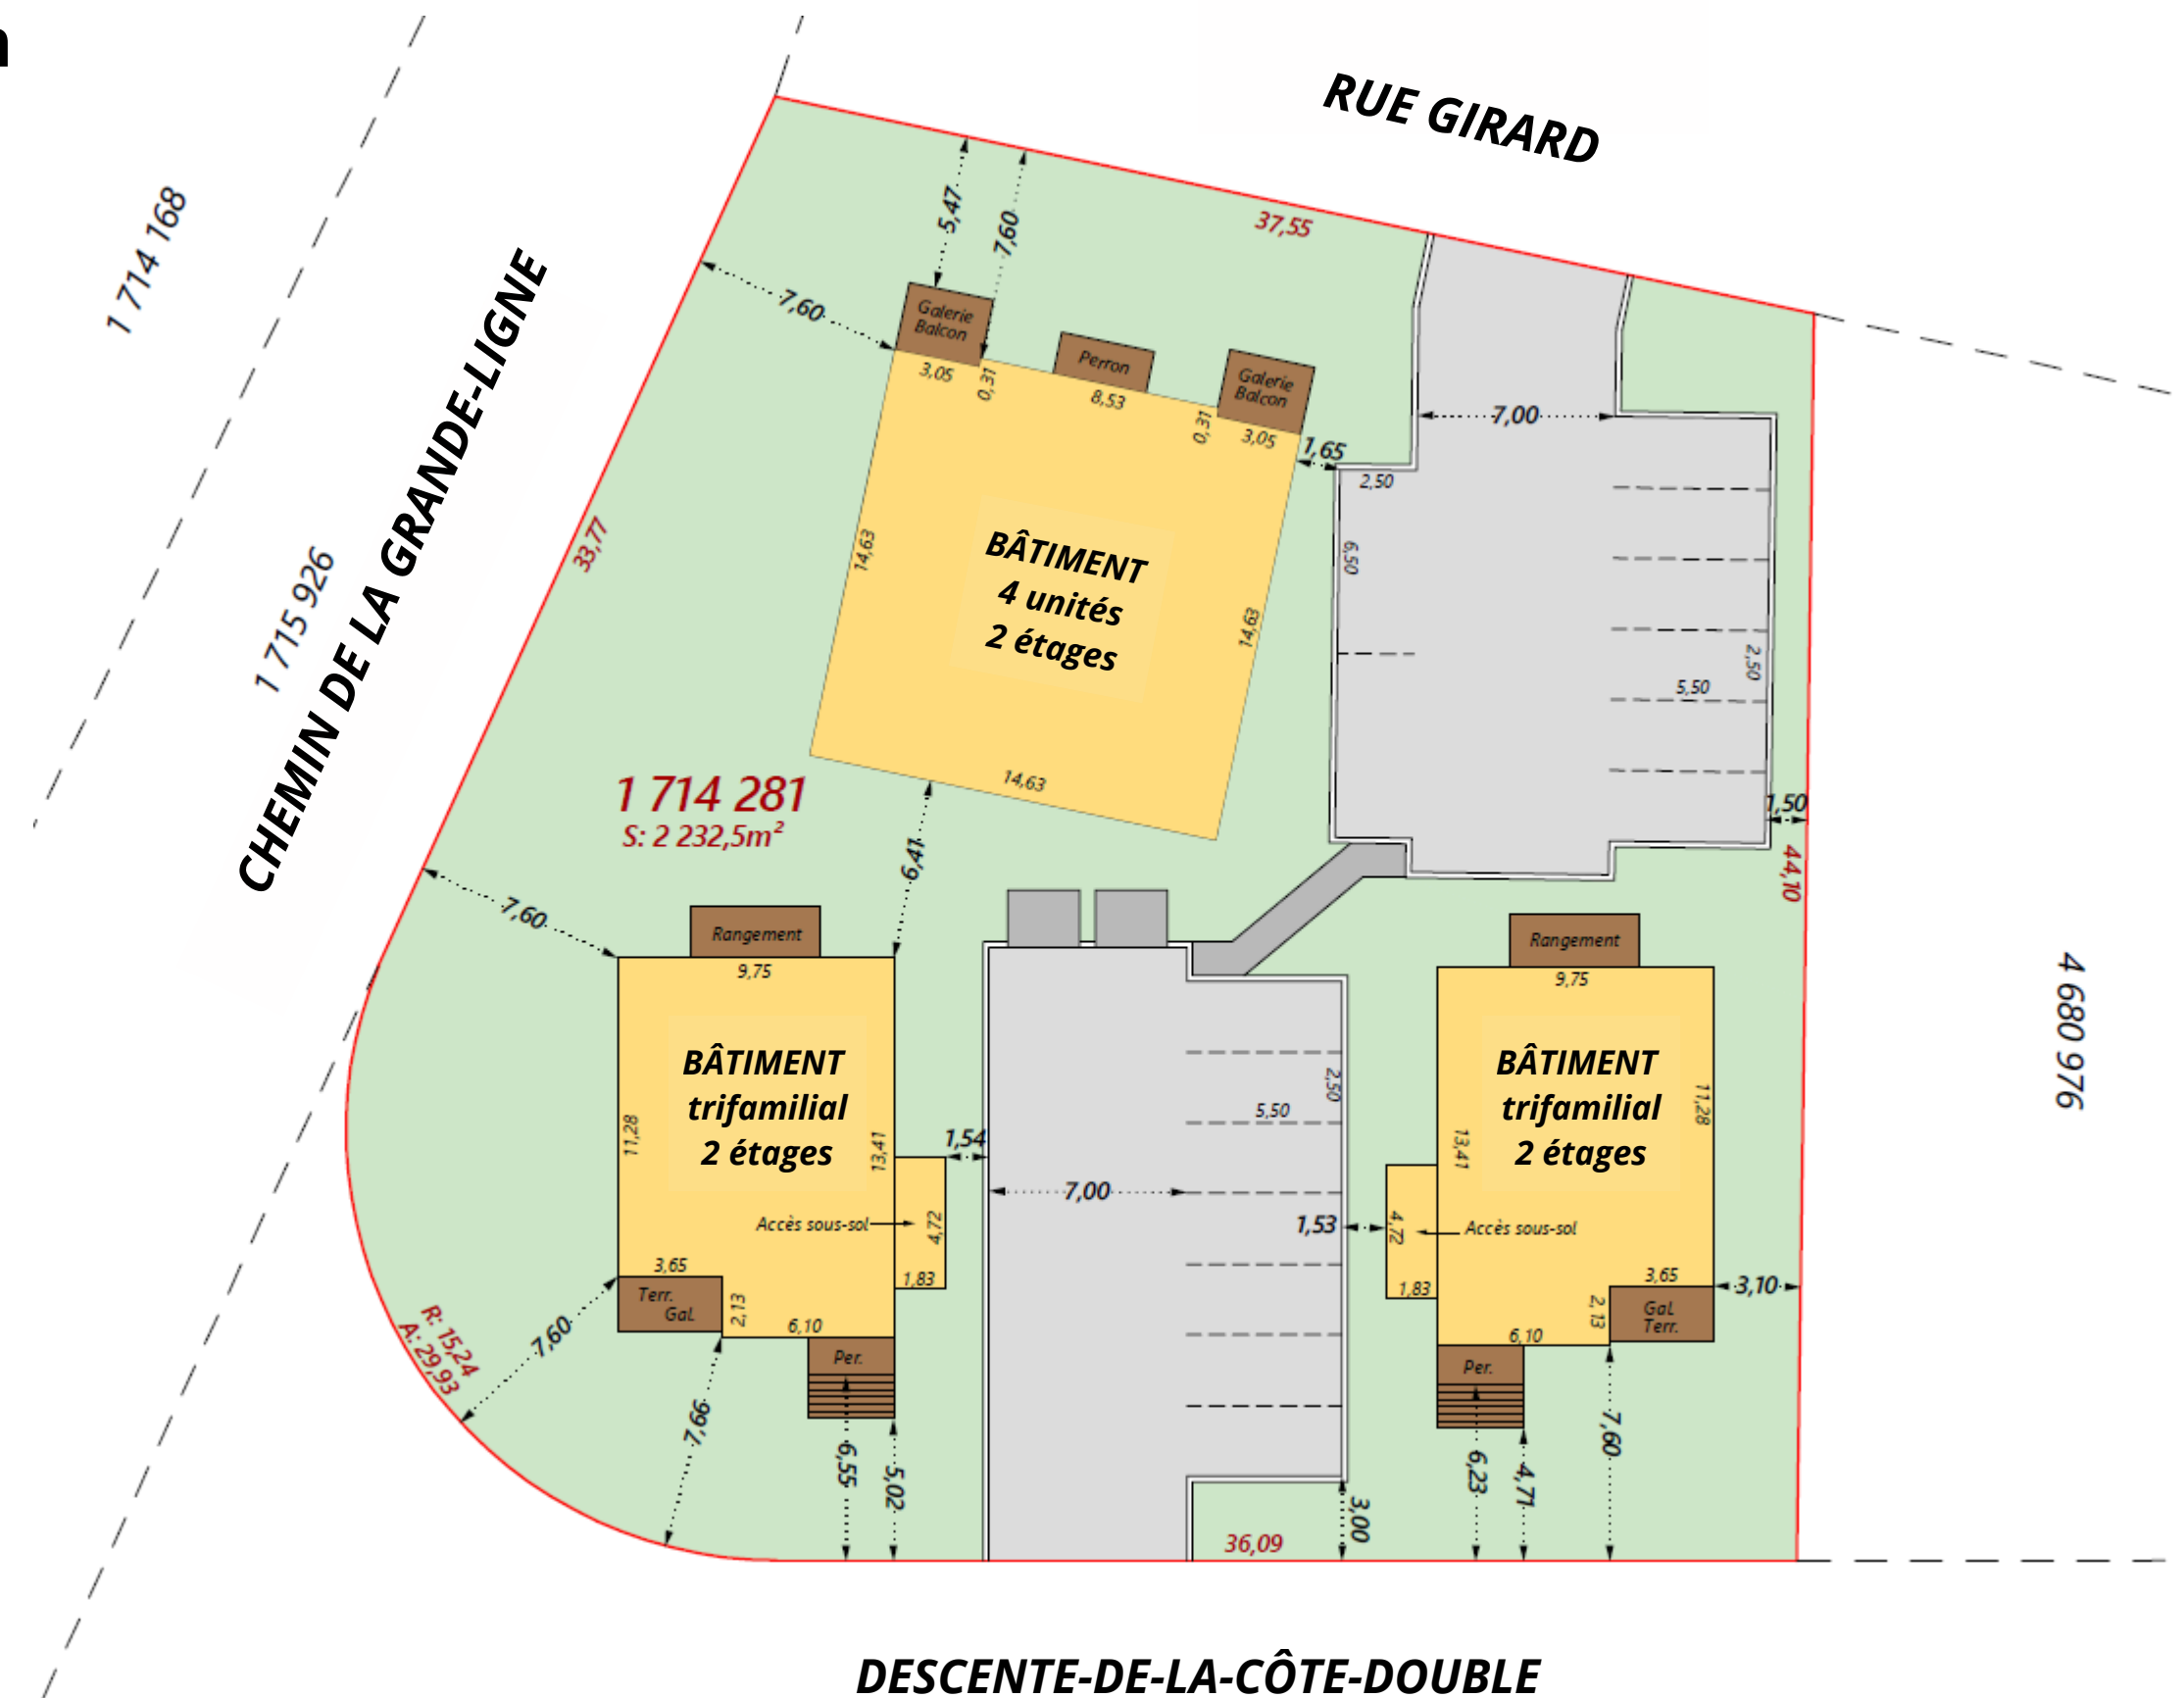 RUE GIRARD
1 714 168
37,55
5,47
7,60
7,60
Galerie
Balcon
3,05
0,31
Perron
8,53
Galerie
Balcon
0,31
3,05
1,65
7,00
2,50
CHEMIN DE LA GRANDE-LIGNE
33,77
1 715 926
14,63
BÂTIMENT
4 unités
2 étages
14,63
6,50
2,50
5,50
14,63
1 714 281
S: 2 232,5m²
1,50
44,10
6,41
7,60
Rangement
9,75
Rangement
9,75
4 680 976
BÂTIMENT
trifamilial
2 étages
11,28
13,41
1,54
2,50
5,50
7,00
BÂTIMENT
trifamilial
2 étages
13,41
11,28
Accès sous-sol
4,72
1,83
1,53
4,72
Accès sous-sol
1,83
3,65
Terr.
Gal.
2,13
6,10
Per.
3,65
Gal.
Terr.
2,13
6,10
Per.
3,10
R: 15,24
A: 29,93
7,60
7,66
6,55
5,02
3,00
36,09
6,23
4,71
7,60
DESCENTE-DE-LA-CÔTE-DOUBLE